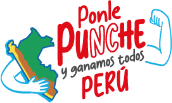 Ponle
PUNCHE
y ganamos todos
PERÚ